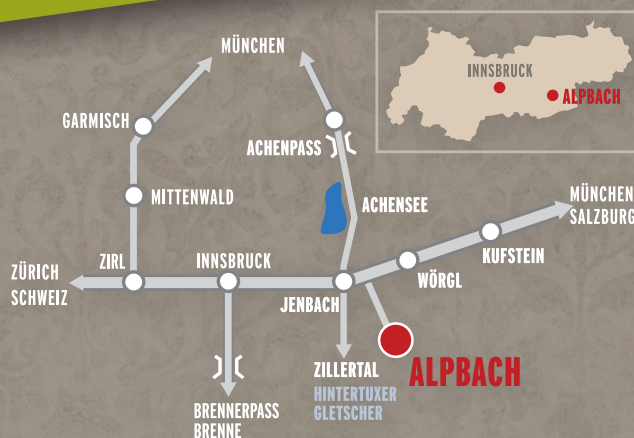 MÜNCHEN
INNSBRUCK
ALPBACH
GARMISCH
ACHENPASS
MITTENWALD
ACHENSEE
MÜNCHEN
SALZBURG
KUFSTEIN
ZIRL
INNSBRUCK
WÖRGL
ZÜRICH
SCHWEIZ
JENBACH
ZILLERTAL
HINTERTUXER
GLETSCHER
ALPBACH
BRENNERPASS
BRENNE